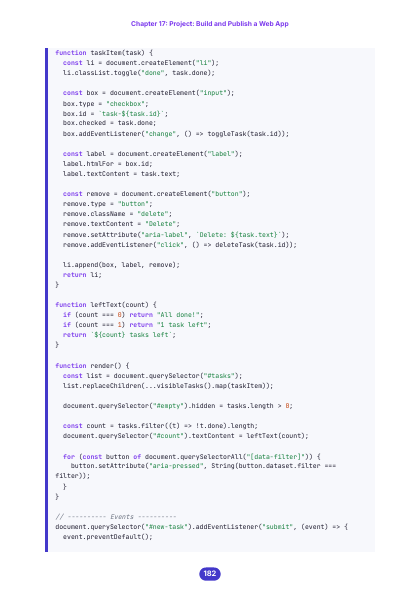 Chapter 17: Project: Build and Publish a Web App
function taskItem(task) {
  const li = document.createElement("li");
  li.classList.toggle("done", task.done);

  const box = document.createElement("input");
  box.type = "checkbox";
  box.id = `task-${task.id}`;
  box.checked = task.done;
  box.addEventListener("change", () => toggleTask(task.id));

  const label = document.createElement("label");
  label.htmlFor = box.id;
  label.textContent = task.text;

  const remove = document.createElement("button");
  remove.type = "button";
  remove.className = "delete";
  remove.textContent = "Delete";
  remove.setAttribute("aria-label", `Delete: ${task.text}`);
  remove.addEventListener("click", () => deleteTask(task.id));

  li.append(box, label, remove);
  return li;
}

function leftText(count) {
  if (count === 0) return "All done!";
  if (count === 1) return "1 task left";
  return `${count} tasks left`;
}

function render() {
  const list = document.querySelector("#tasks");
  list.replaceChildren(...visibleTasks().map(taskItem));

  document.querySelector("#empty").hidden = tasks.length > 0;

  const count = tasks.filter((t) => !t.done).length;
  document.querySelector("#count").textContent = leftText(count);

  for (const button of document.querySelectorAll("[data-filter]")) {
    button.setAttribute("aria-pressed", String(button.dataset.filter ===
filter));
  }
}

// ---------- Events ----------
document.querySelector("#new-task").addEventListener("submit", (event) => {
  event.preventDefault();
182